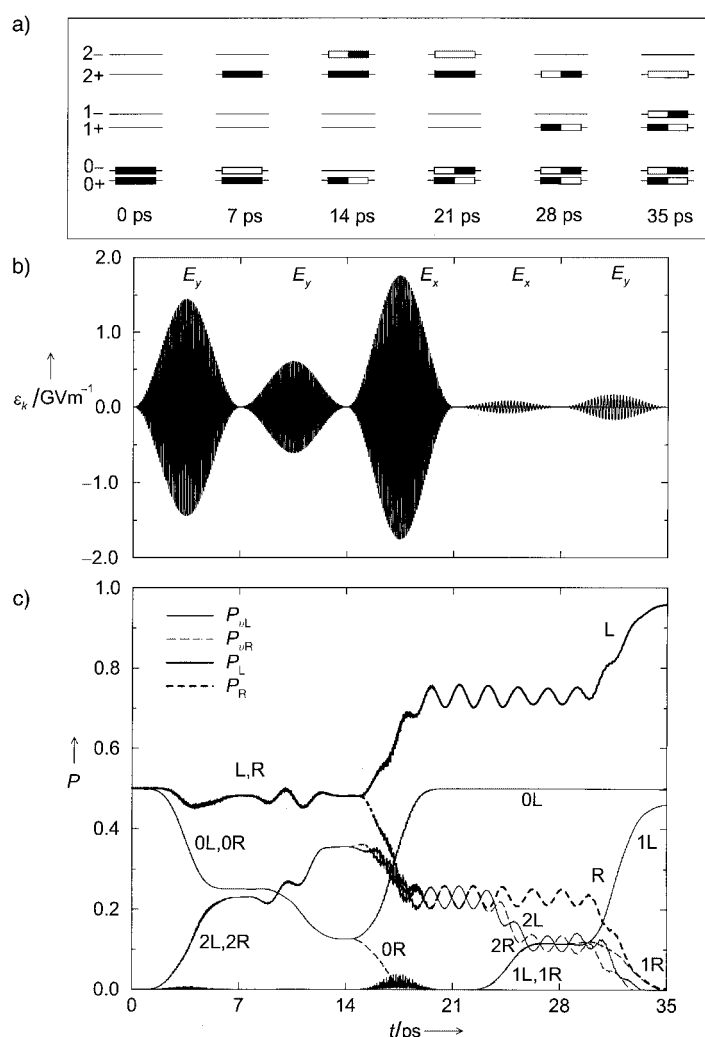 a)
2–
2+
1–
1+
0–
0+
0 ps 7 ps 14 ps 21 ps 28 ps 35 ps
b)
2.0
E_y E_y E_x E_x E_y
1.0
ε_k /GVm⁻¹
0.0
–1.0
–2.0
c)
1.0
P_υL
P_υR
P_L
P_R
L
0.8
0.6
P
L,R
0L
0.4
0L,0R
1L
R
0.2
2L
2L,2R
0R
2R
1L,1R
1R
0.0
0 7 14 21 28 35
t/ps